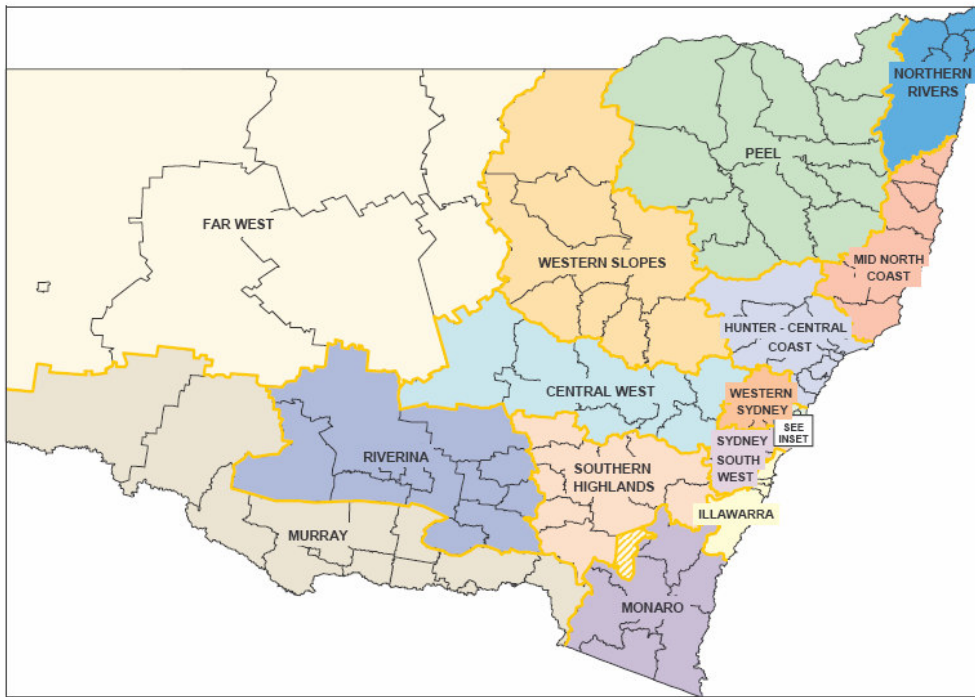 NORTHERN
RIVERS
PEEL
FAR WEST
WESTERN SLOPES
MID NORTH
COAST
HUNTER - CENTRAL
COAST
CENTRAL WEST
WESTERN
SYDNEY
SEE
INSET
SYDNEY
SOUTH
WEST
RIVERINA
SOUTHERN
HIGHLANDS
ILLAWARRA
MURRAY
MONARO